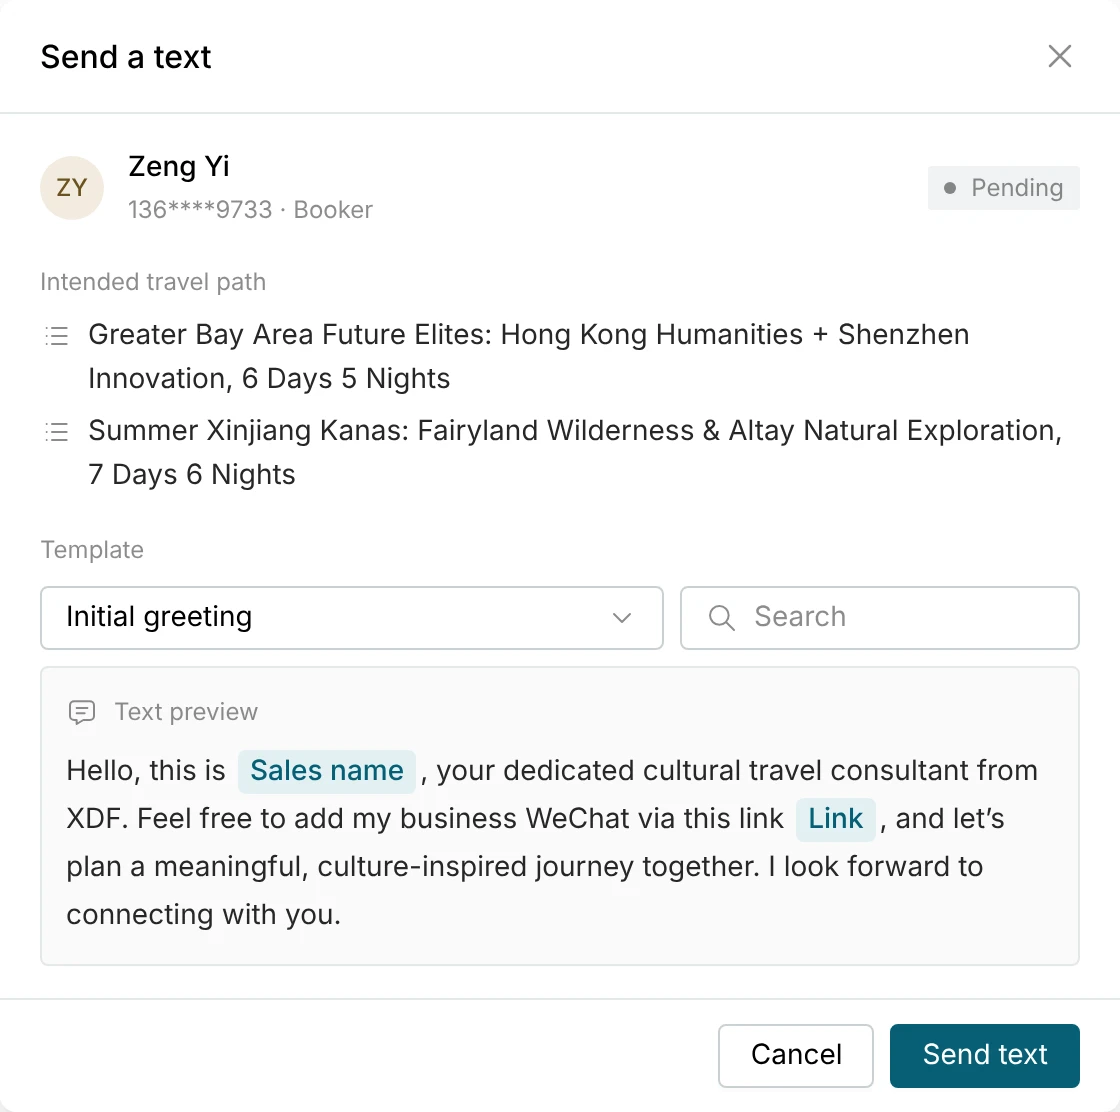 Send a text
ZY
Zeng Yi
136****9733 · Booker
Pending
Intended travel path
Greater Bay Area Future Elites: Hong Kong Humanities + Shenzhen
Innovation, 6 Days 5 Nights
Summer Xinjiang Kanas: Fairyland Wilderness & Altay Natural Exploration,
7 Days 6 Nights
Template
Initial greeting
Search
Text preview
Hello, this is Sales name , your dedicated cultural travel consultant from
XDF. Feel free to add my business WeChat via this link Link , and let’s
plan a meaningful, culture-inspired journey together. I look forward to
connecting with you.
Cancel
Send text